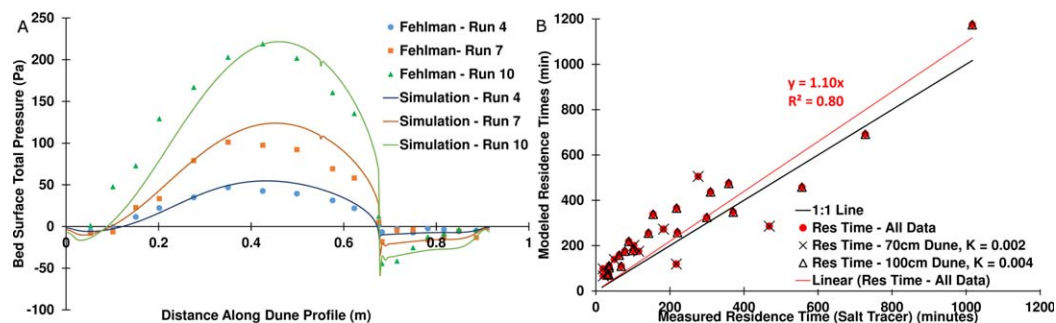 A
250
200
150
100
50
0
-50
-100
Bed Surface Total Pressure (Pa)
0
0.2
0.4
0.6
0.8
1
Distance Along Dune Profile (m)
Fehlman - Run 4
Fehlman- Run 7
Fehlman - Run 10
Simulation - Run 4
Simulation - Run 7
Simulation - Run 10
B
1200
1000
800
600
400
200
0
Modeled Residence Times (min)
0
200
400
600
800
1000
1200
Measured Residence Time (Salt Tracer) (minutes)
y = 1.10x
R² = 0.80
1:1 Line
Res Time - All Data
Res Time - 70cm Dune, K = 0.002
Res Time - 100cm Dune, K = 0.004
Linear (Res Time - All Data)